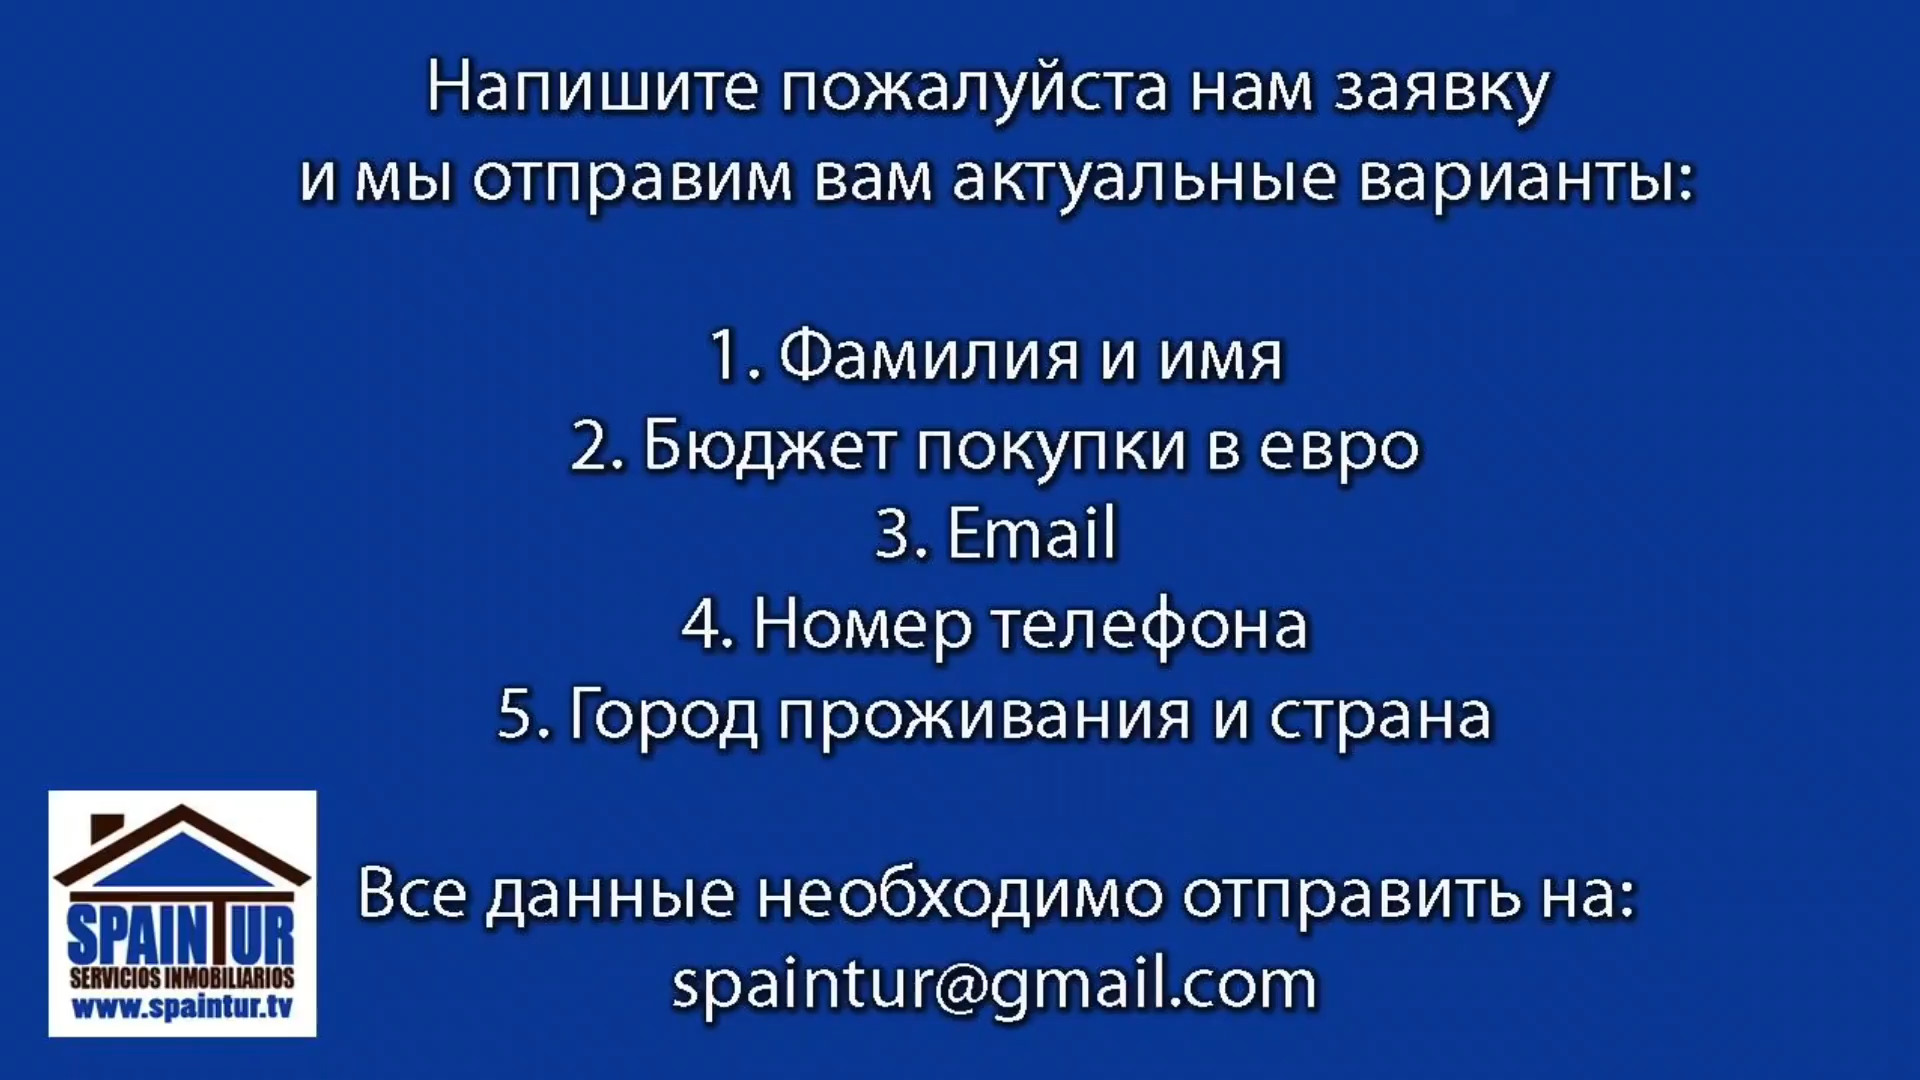 Напишите пожалуйста нам заявку
и мы отправим вам актуальные варианты:
1. Фамилия и имя
2. Бюджет покупки в евро
3. Email
4. Номер телефона
5. Город проживания и страна
Все данные необходимо отправить на:
spaintur@gmail.com
SPAINTUR
SERVICIOS INMOBILIARIOS
www.spaintur.tv